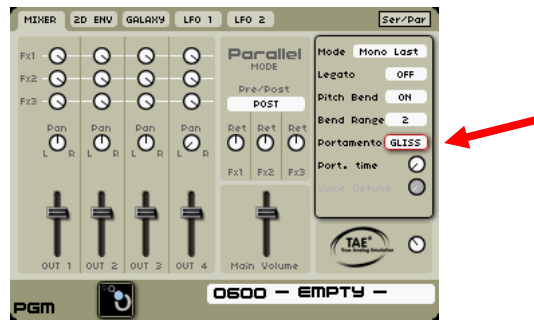 MIXER 2D ENV GALAXY LFO 1 LFO 2 Ser/Par
Fx1
Fx2
Fx3
Pan Pan Pan Pan
L R L R L R L R
OUT 1 OUT 2 OUT 3 OUT 4
Parallel
MODE
Pre/Post
POST
Ret Ret Ret
Fx1 Fx2 Fx3
Main Volume
Mode Mono Last
Legato OFF
Pitch Bend ON
Bend Range 2
Portamento GLISS
Port. time
Voice Detune
TAE®
True Analog Emulation
PGM
0600 - EMPTY -